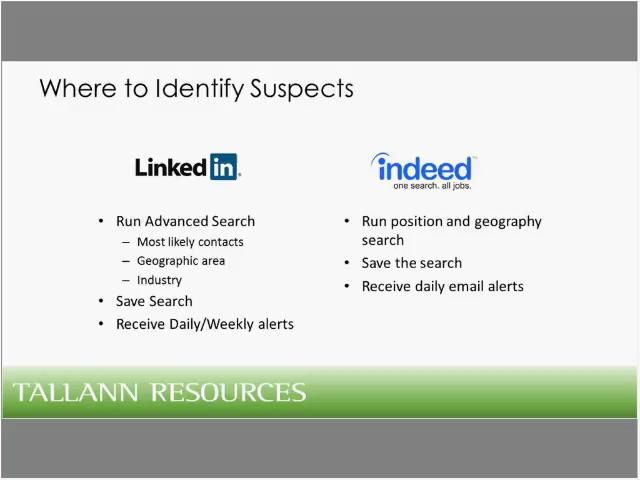 Where to Identify Suspects
Linked in.
indeed
one search. all jobs.
• Run Advanced Search
– Most likely contacts
– Geographic area
– Industry
• Save Search
• Receive Daily/Weekly alerts
• Run position and geography
search
• Save the search
• Receive daily email alerts
TALLANN RESOURCES